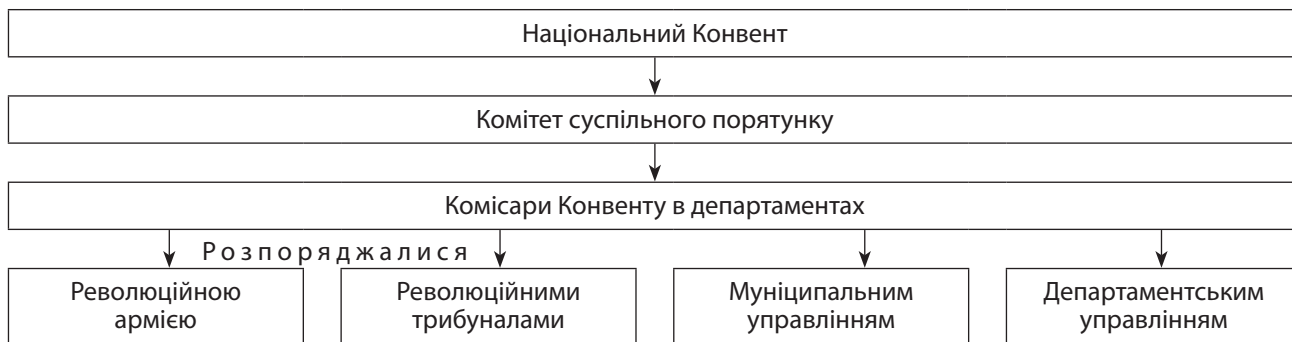 Національний Конвент
Комітет суспільного порятунку
Комісари Конвенту в департаментах
Розпоряджалися
Революційною
армією
Революційними
трибуналами
Муніципальним
управлінням
Департаментським
управлінням